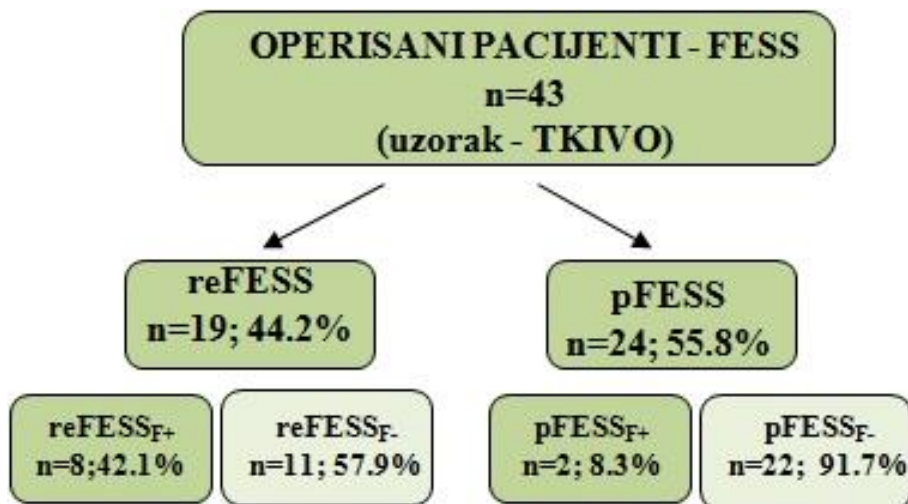 OPERISANI PACIJENTI - FESS
n=43
(uzorak - TKIVO)
reFESS
n=19; 44.2%
pFESS
n=24; 55.8%
reFESSF+
n=8;42.1%
reFESSF-
n=11; 57.9%
pFESSF+
n=2; 8.3%
pFESSF-
n=22; 91.7%